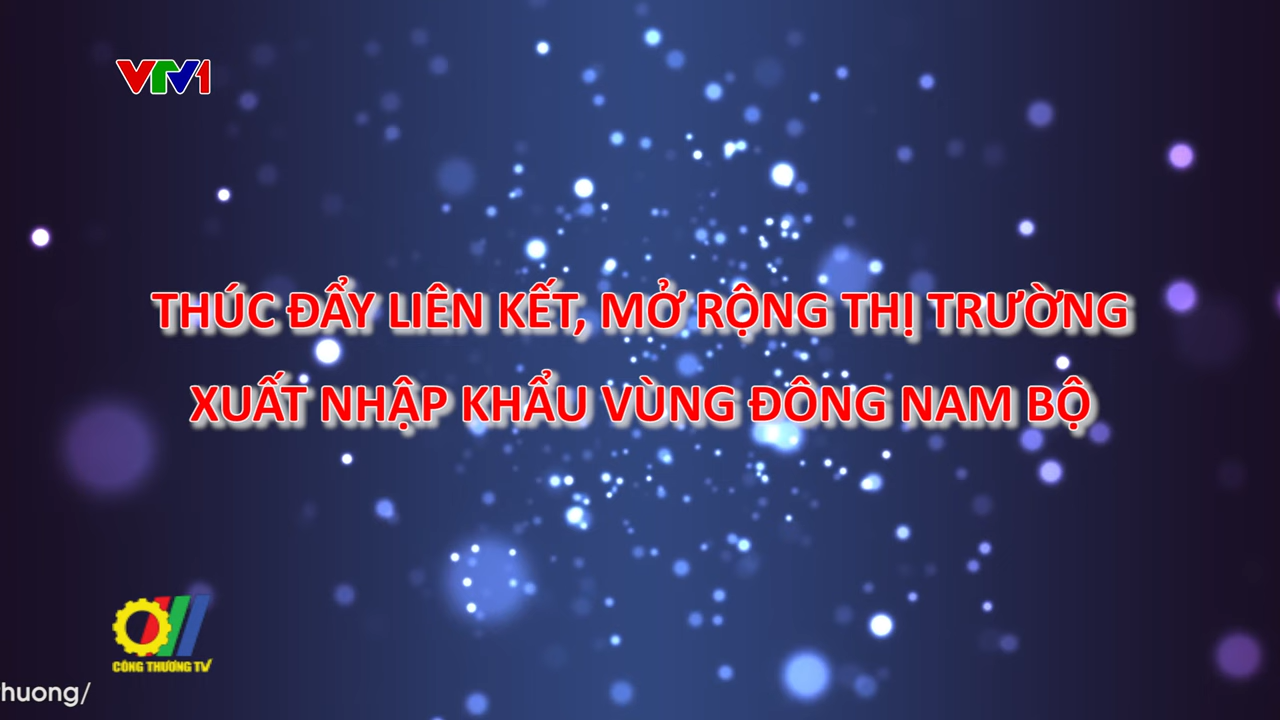 VTV1
THÚC ĐẨY LIÊN KẾT, MỞ RỘNG THỊ TRƯỜNG
XUẤT NHẬP KHẨU VÙNG ĐÔNG NAM BỘ
CÔNG THƯƠNG TV
huong/